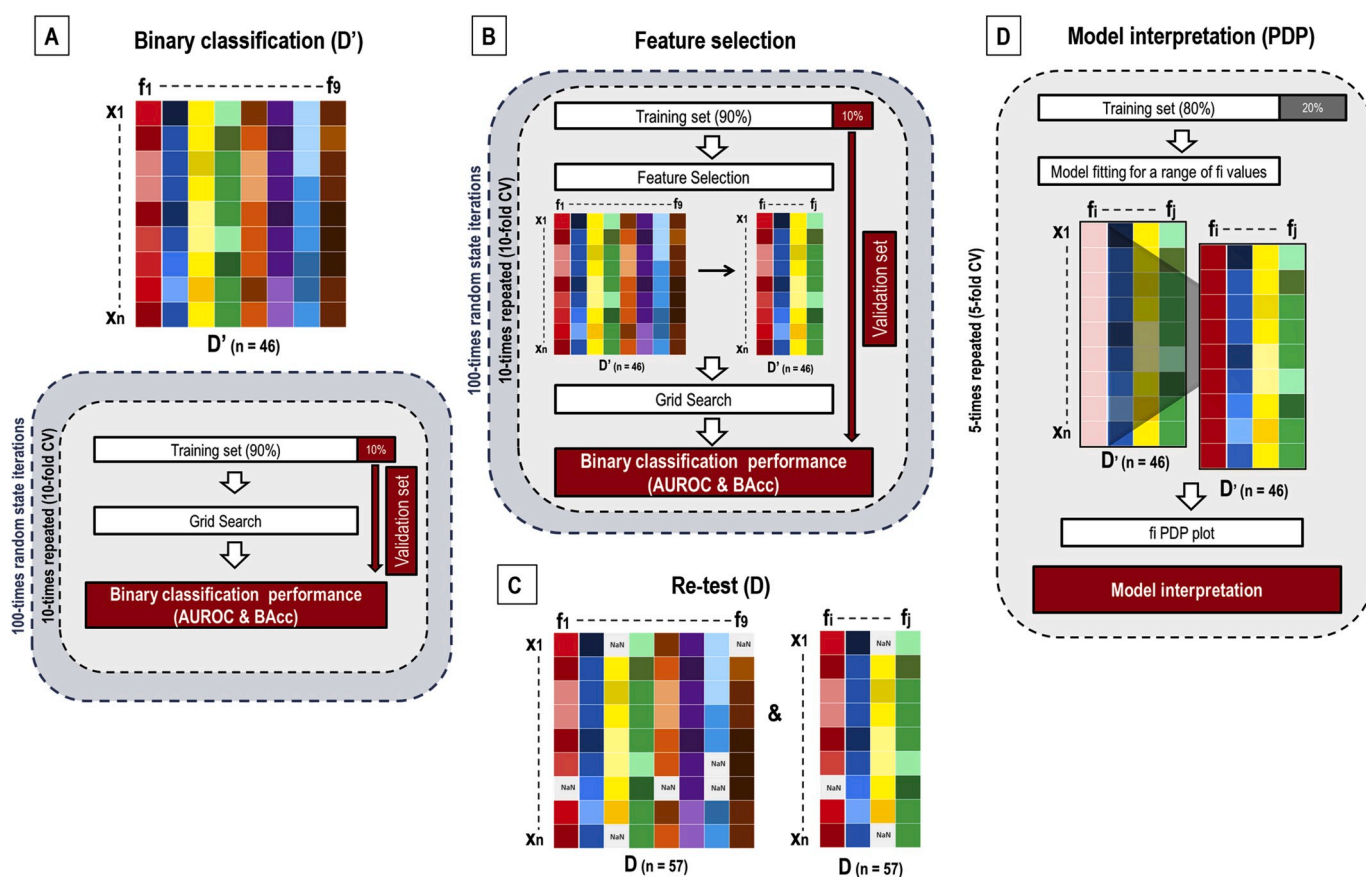 A
Binary classification (D')
f1 f9
x1
xn
D' (n = 46)
100-times random state iterations
10-times repeated (10-fold CV)
Training set (90%) 10%
Grid Search
Validation set
Binary classification performance
(AUROC & BAcc)
B
Feature selection
100-times random state iterations
10-times repeated (10-fold CV)
Training set (90%) 10%
Feature Selection
f1 f9 fi fj
x1 x1
xn xn
D' (n = 46) D' (n = 46)
Validation set
Grid Search
Binary classification performance
(AUROC & BAcc)
C
Re-test (D)
f1 f9 fi fj
x1 NaN NaN x1 NaN
&
NaN
NaN NaN NaN NaN
xn NaN xn NaN
D (n = 57) D (n = 57)
D
Model interpretation (PDP)
5-times repeated (5-fold CV)
Training set (80%) 20%
Model fitting for a range of fi values
fi fj
fi fj
x1
xn
D' (n = 46)
D' (n = 46)
fi PDP plot
Model interpretation